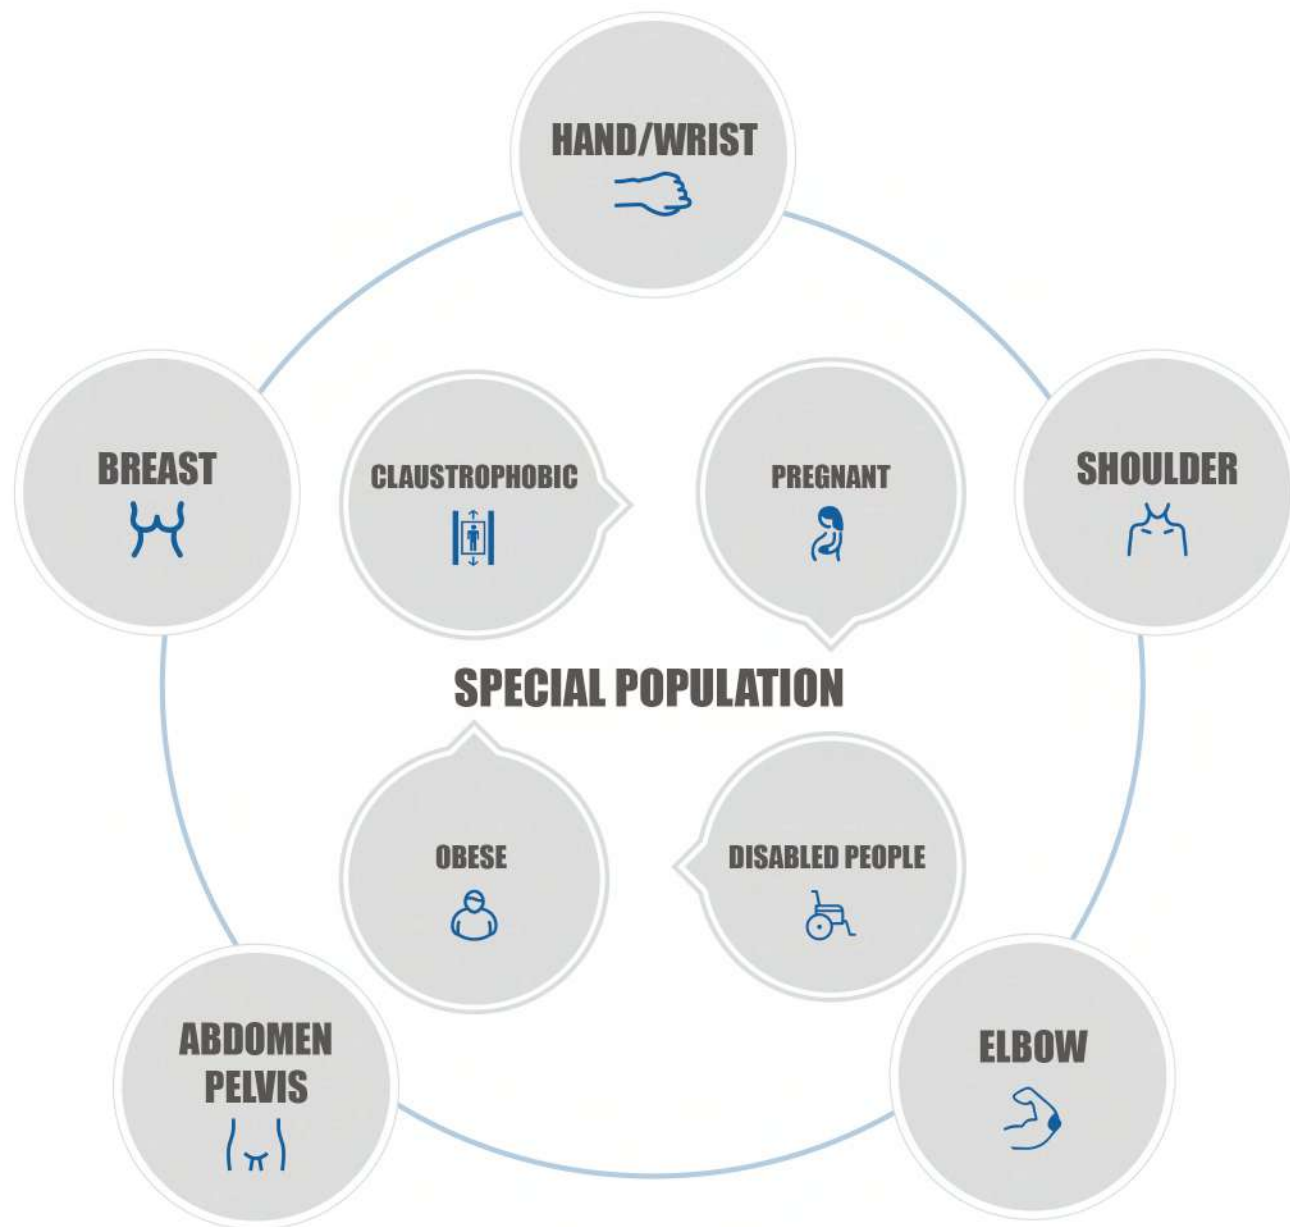 HAND/WRIST
BREAST
CLAUSTROPHOBIC
PREGNANT
SHOULDER
SPECIAL POPULATION
OBESE
DISABLED PEOPLE
ABDOMEN
PELVIS
ELBOW